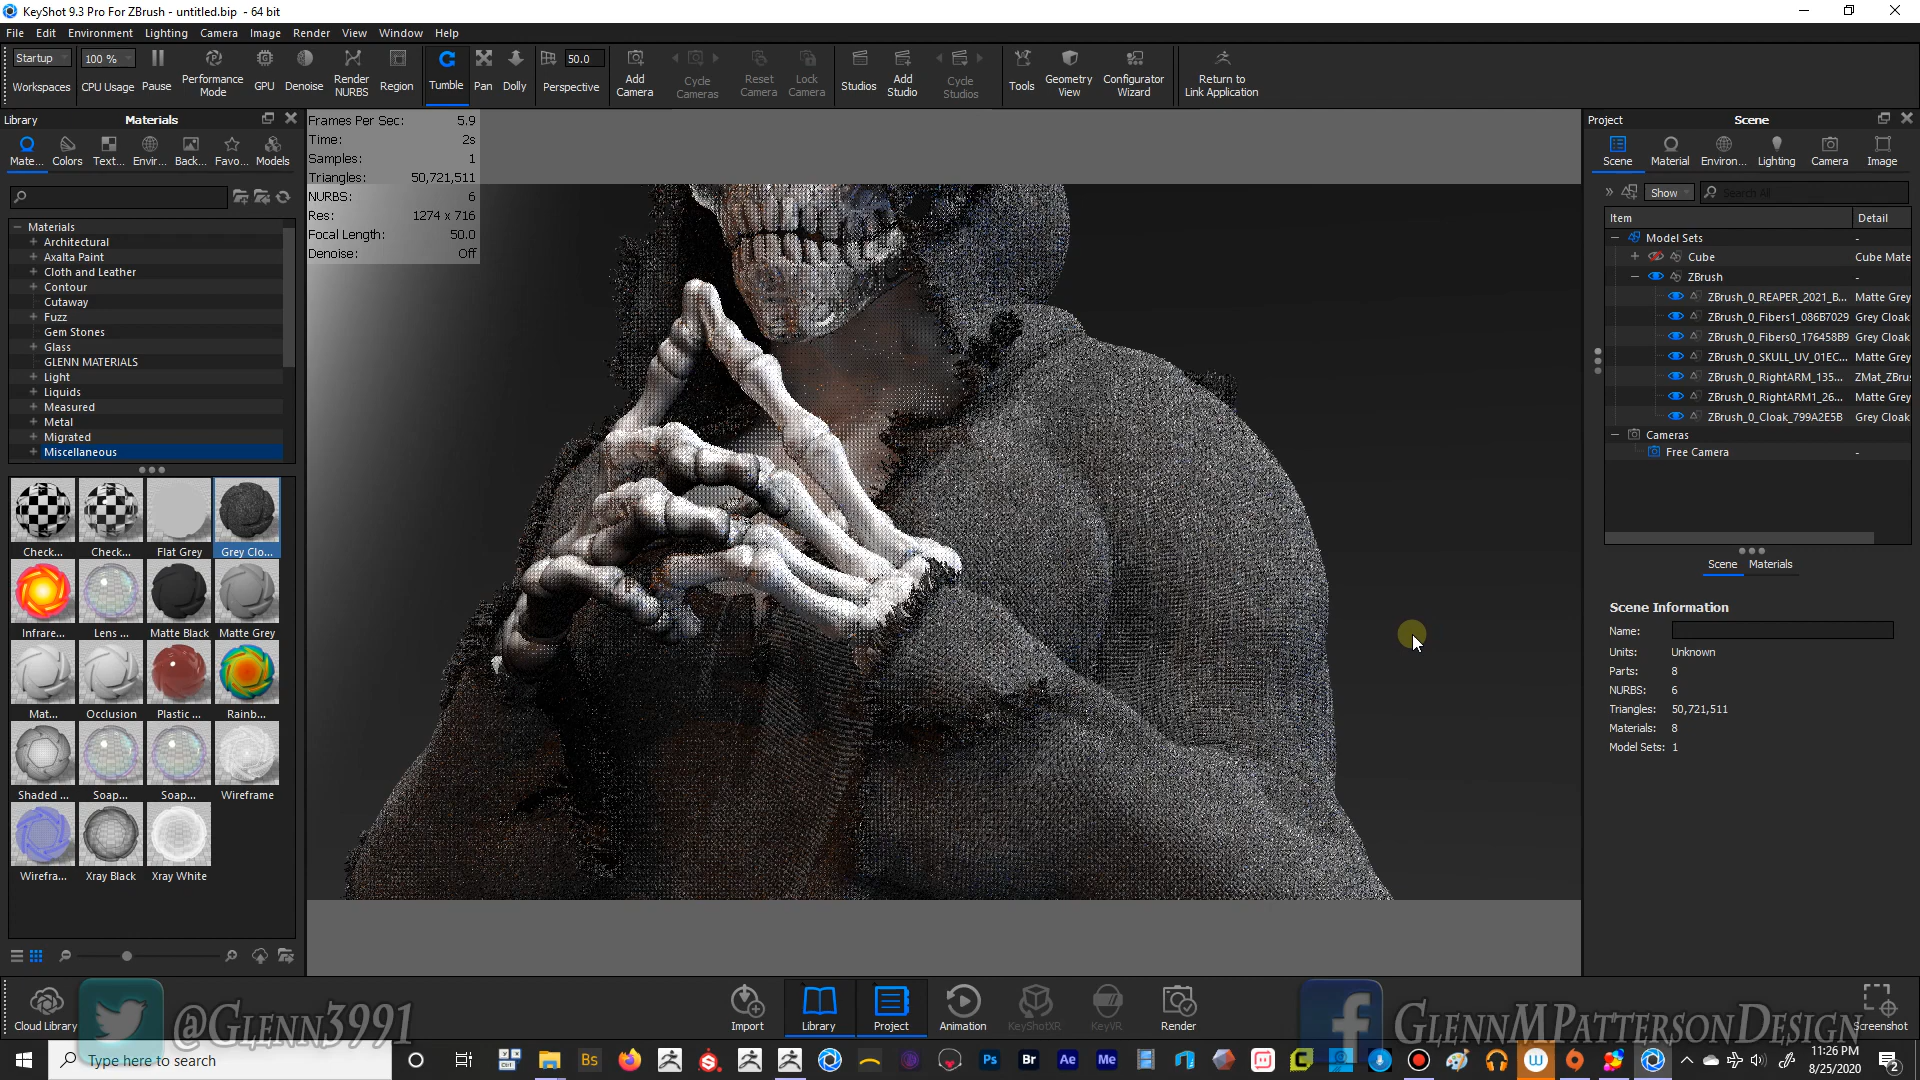 KeyShot 9.3 Pro For ZBrush - untitled.bip - 64 bit
File Edit Environment Lighting Camera Image Render View Window Help
Startup 100 % 50.0
Workspaces CPU Usage Pause Performance Mode GPU Denoise Render NURBS Region Tumble Pan Dolly Perspective Add Camera Cycle Cameras Reset Camera Lock Camera Studios Add Studio Cycle Studios Tools Geometry View Configurator Wizard Return to Link Application
Library Materials
Mate... Colors Text... Envir... Back... Favo... Models
Materials
Architectural
Axalta Paint
Cloth and Leather
Contour
Cutaway
Fuzz
Gem Stones
Glass
GLENN MATERIALS
Light
Liquids
Measured
Metal
Migrated
Miscellaneous
Check... Check... Flat Grey Grey Clo...
Infrare... Lens ... Matte Black Matte Grey
Mat... Occlusion Plastic ... Rainb...
Shaded ... Soap... Soap... Wireframe
Wirefra... Xray Black Xray White
Frames Per Sec: 5.9
Time: 2s
Samples: 1
Triangles: 50,721,511
NURBS: 6
Res: 1274 x 716
Focal Length: 50.0
Denoise: Off
Project Scene
Scene Material Environ... Lighting Camera Image
Show Search All
Item Detail
Model Sets -
Cube Cube Mate
ZBrush -
ZBrush_0_REAPER_2021_B... Matte Grey
ZBrush_0_Fibers1_086B7029 Grey Cloak
ZBrush_0_Fibers0_176458B9 Grey Cloak
ZBrush_0_SKULL_UV_01EC... Matte Grey
ZBrush_0_RightARM_135... ZMat_ZBru
ZBrush_0_RightARM1_26... Matte Grey
ZBrush_0_Cloak_799A2E5B Grey Cloak
Cameras
Free Camera -
Scene Materials
Scene Information
Name:
Units: Unknown
Parts: 8
NURBS: 6
Triangles: 50,721,511
Materials: 8
Model Sets: 1
Cloud Library Import Library Project Animation KeyShotXR KeyVR Render Screenshot
@Glenn3991
GlennMPattersonDesign
Type here to search
Ctrl Bs Ps Br Ae Me W
11:26 PM
8/25/2020
2